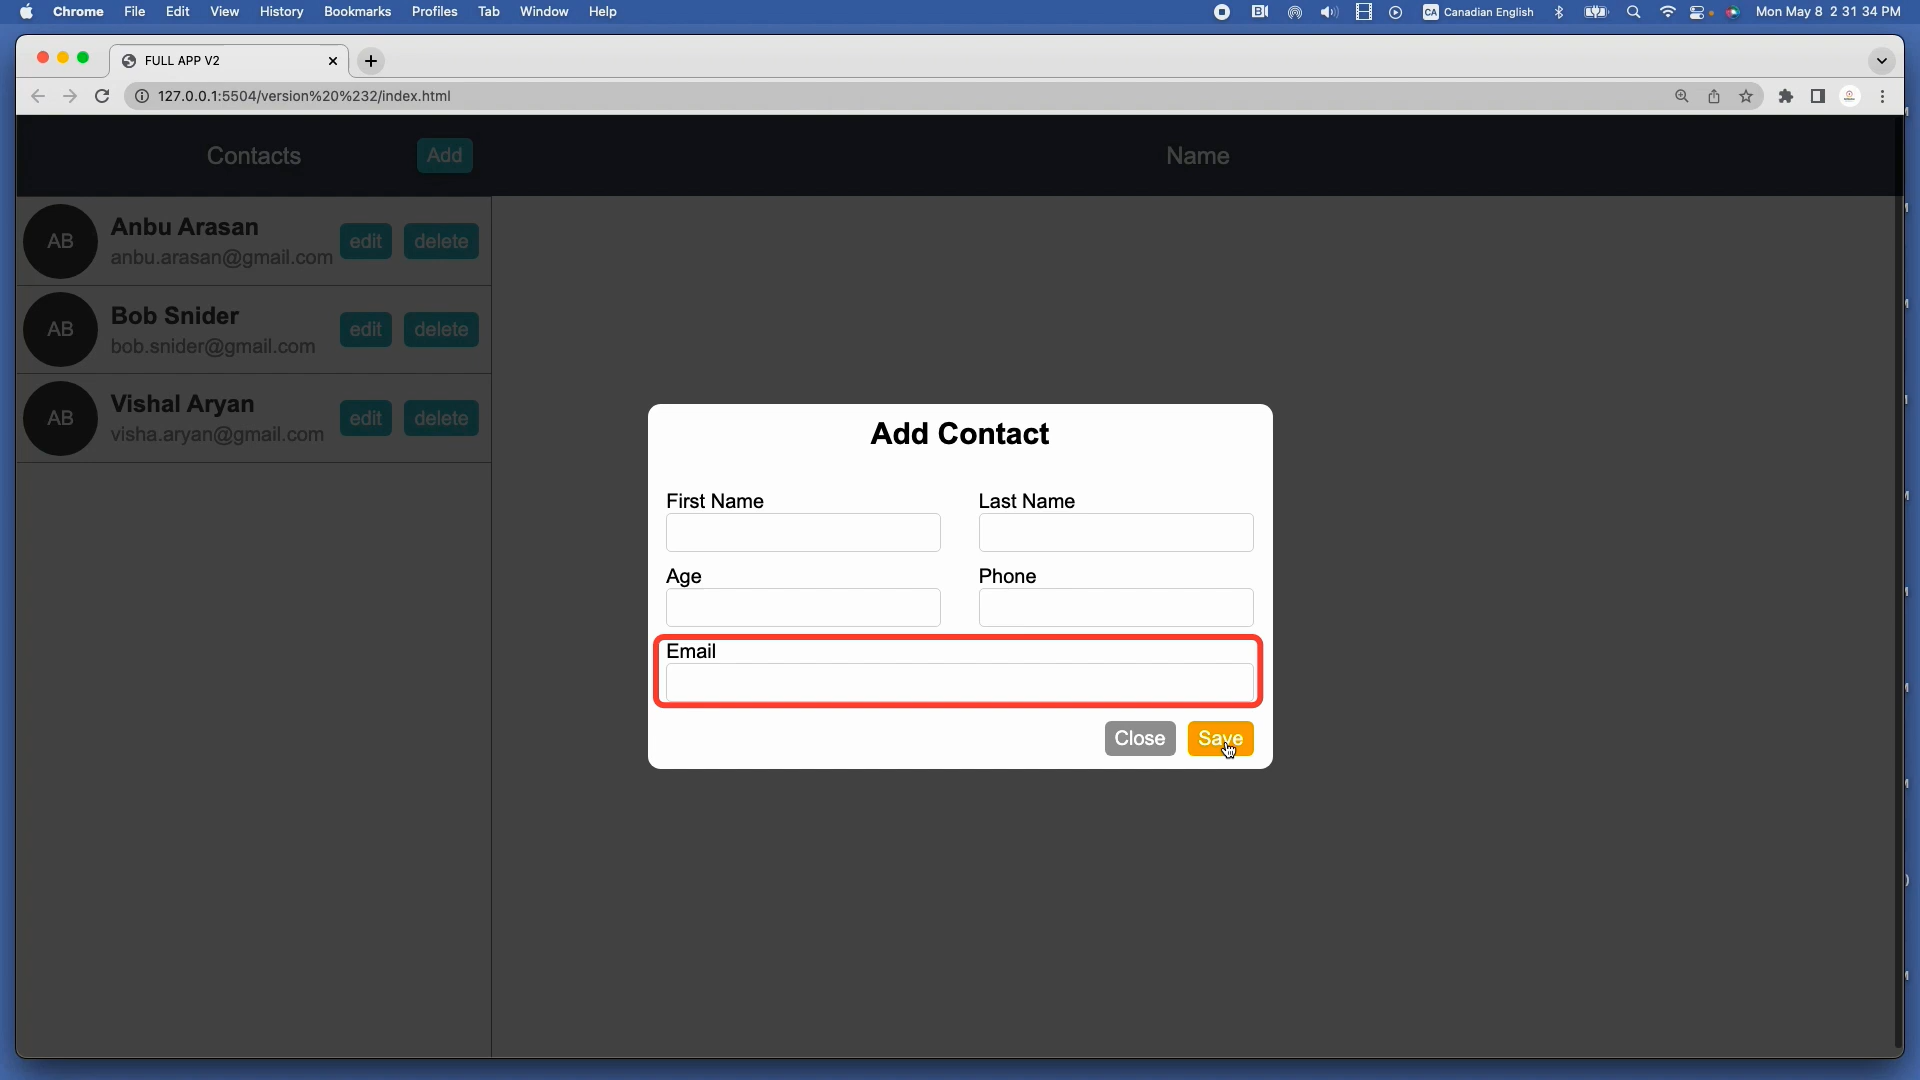 Chrome File Edit View History Bookmarks Profiles Tab Window Help CA Canadian English Mon May 8 2 31 34 PM
FULL APP V2
127.0.0.1:5504/version%20%232/index.html
Contacts Add Name
AB Anbu Arasan edit delete
anbu.arasan@gmail.com
AB Bob Snider edit delete
bob.snider@gmail.com
AB Vishal Aryan edit delete
visha.aryan@gmail.com
Add Contact
First Name Last Name
Age Phone
Email
Close Save